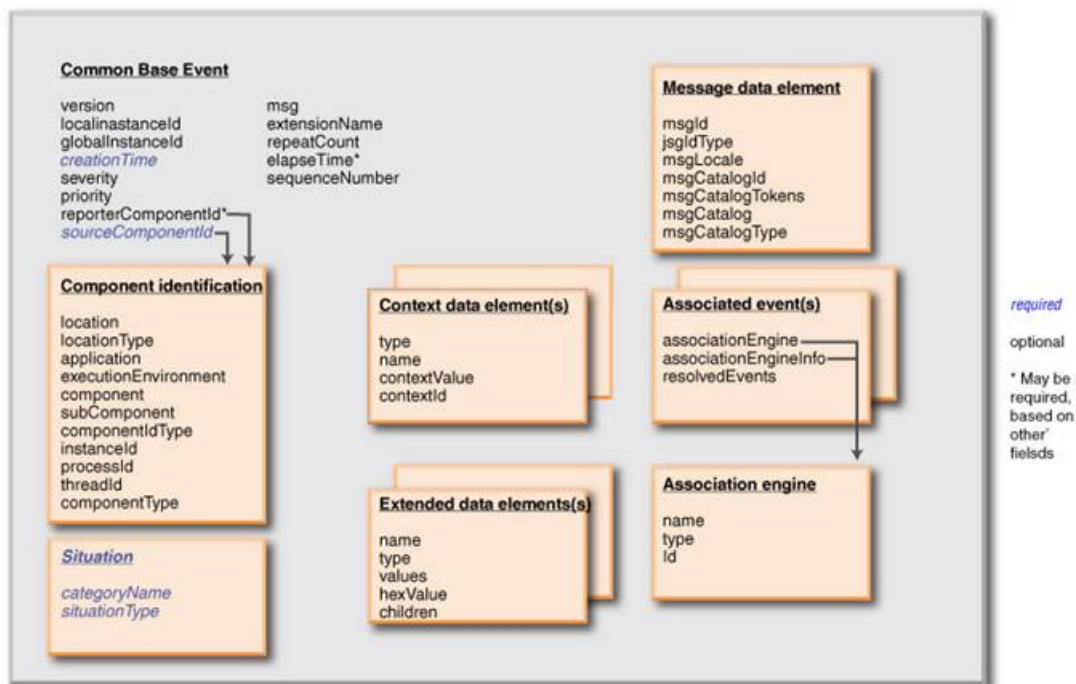 Common Base Event
version
localinastanceId
globalInstanceId
creationTime
severity
priority
reporterComponentId*
sourceComponentId
msg
extensionName
repeatCount
elapseTime*
sequenceNumber
Message data element
msgId
jsgIdType
msgLocale
msgCatalogId
msgCatalogTokens
msgCatalog
msgCatalogType
Component identification
location
locationType
application
executionEnvironment
component
subComponent
componentIdType
instanceId
processId
threadId
componentType
Context data element(s)
type
name
contextValue
contextId
Associated event(s)
associationEngine
associationEngineInfo
resolvedEvents
required
optional
* May be
required,
based on
other'
fielsds
Situation
categoryName
situationType
Extended data elements(s)
name
type
values
hexValue
children
Association engine
name
type
Id